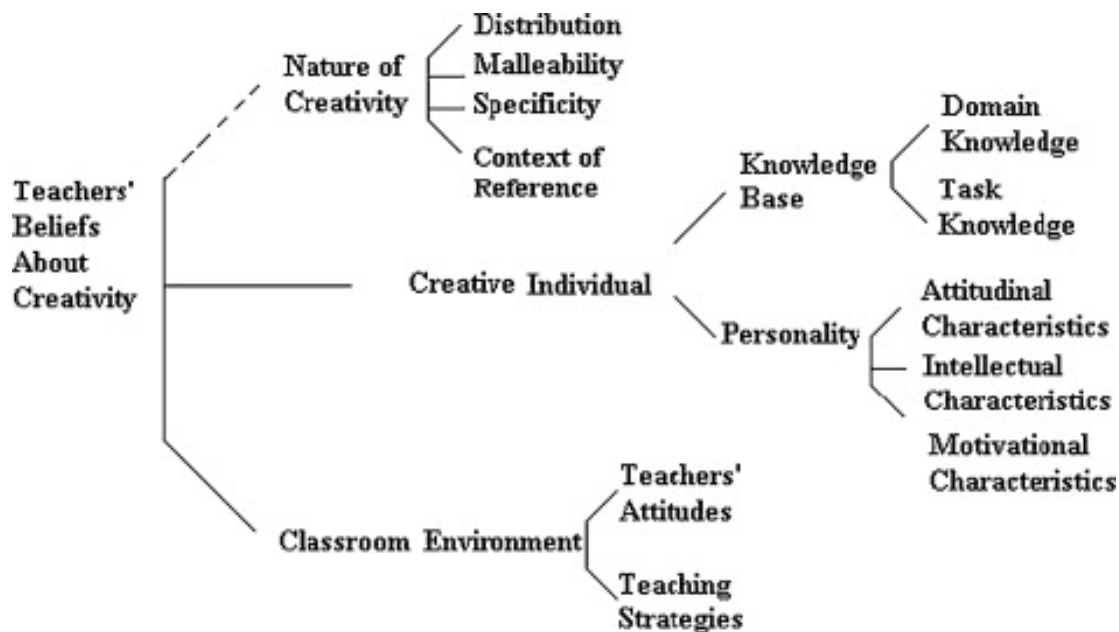 Teachers'
Beliefs
About
Creativity
Nature of
Creativity
Distribution
Malleability
Specificity
Context of
Reference
Creative Individual
Knowledge
Base
Domain
Knowledge
Task
Knowledge
Personality
Attitudinal
Characteristics
Intellectual
Characteristics
Motivational
Characteristics
Classroom Environment
Teachers'
Attitudes
Teaching
Strategies